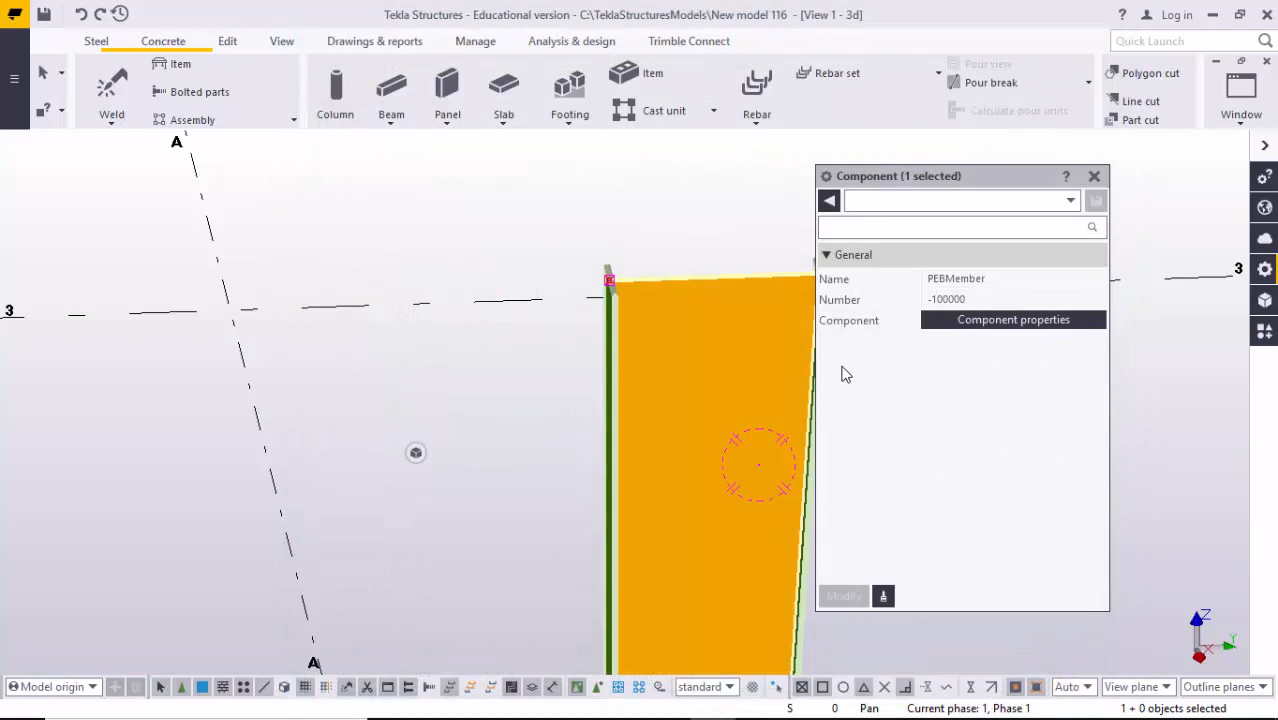 Tekla Structures - Educational version - C:\TeklaStructuresModels\New model 116 - [View 1 - 3d]
? Log in
Steel Concrete Edit View Drawings & reports Manage Analysis & design Trimble Connect Quick Launch
Weld
Item
Bolted parts
Assembly
Column
Beam
Panel
Slab
Footing
Item
Cast unit
Rebar
Rebar set
Pour view
Pour break
Calculate pour units
Polygon cut
Line cut
Part cut
Window
A
Component (1 selected) ?
General
Name PEBMember
Number -100000
Component Component properties
3
3
Modify
Z
Y
X
A
Model origin standard Auto View plane Outline planes
S 0 Pan Current phase: 1, Phase 1 1 + 0 objects selected